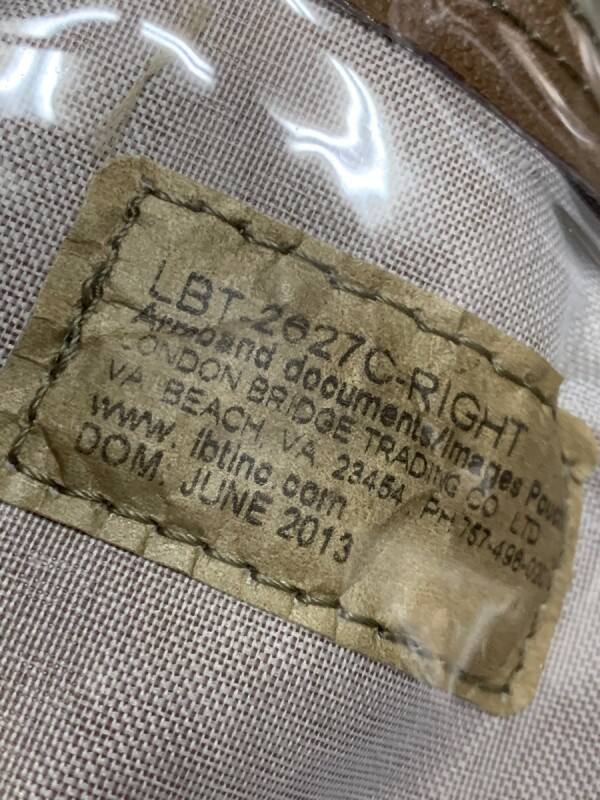 LBT-2627C-RIGHT
Armband documents/Images Pouch
LONDON BRIDGE TRADING CO. LTD
VA. BEACH, VA. 23454 PH 757-498-0207
www.lbtinc.com
DOM. JUNE 2013